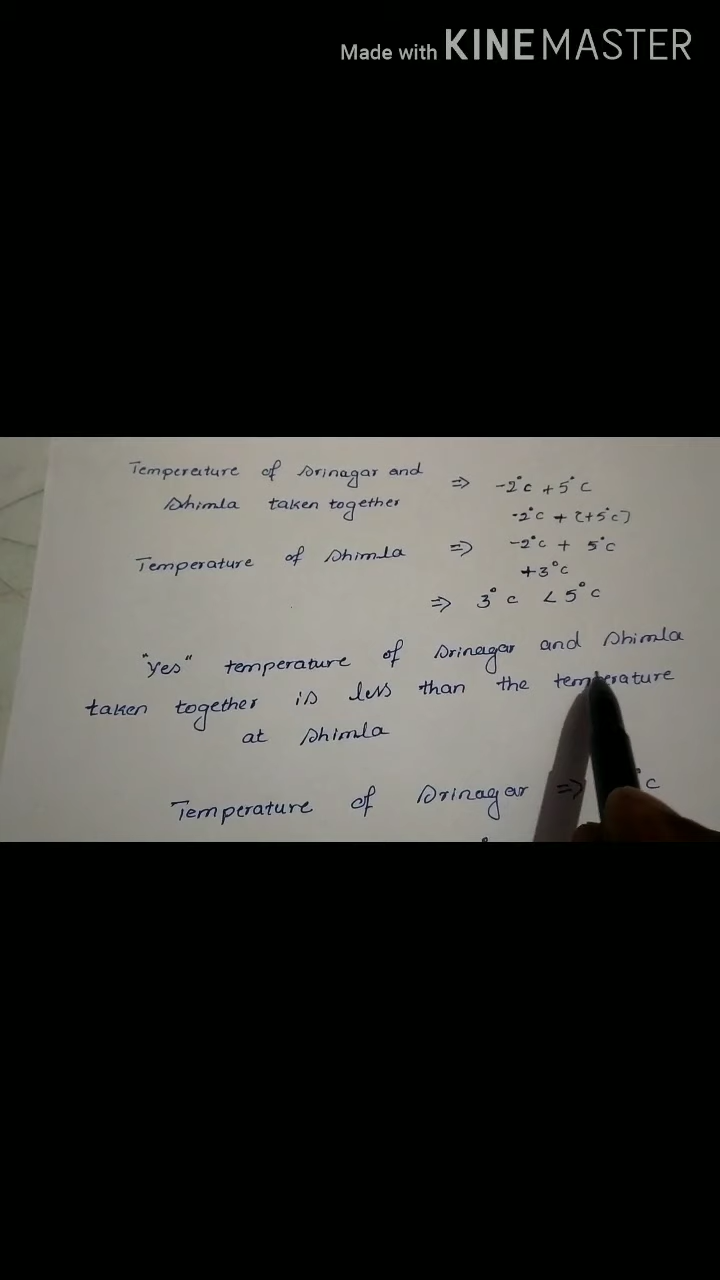 Made with KINEMASTER
Temperature of Srinagar and ⇒ -2°c + 5°c
Shimla taken together -2°c + (+5°c)
Temperature of Shimla ⇒ -2°c + 5°c
+3°c
⇒ 3°c < 5°c
"yes" temperature of Srinagar and Shimla
taken together is less than the temperature
at Shimla
Temperature of Srinagar ⇒ °c